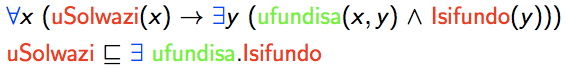 ∀x (uSolwazi(x) → ∃y (ufundisa(x, y) ∧ Isifundo(y)))
uSolwazi ⊑ ∃ ufundisa.Isifundo